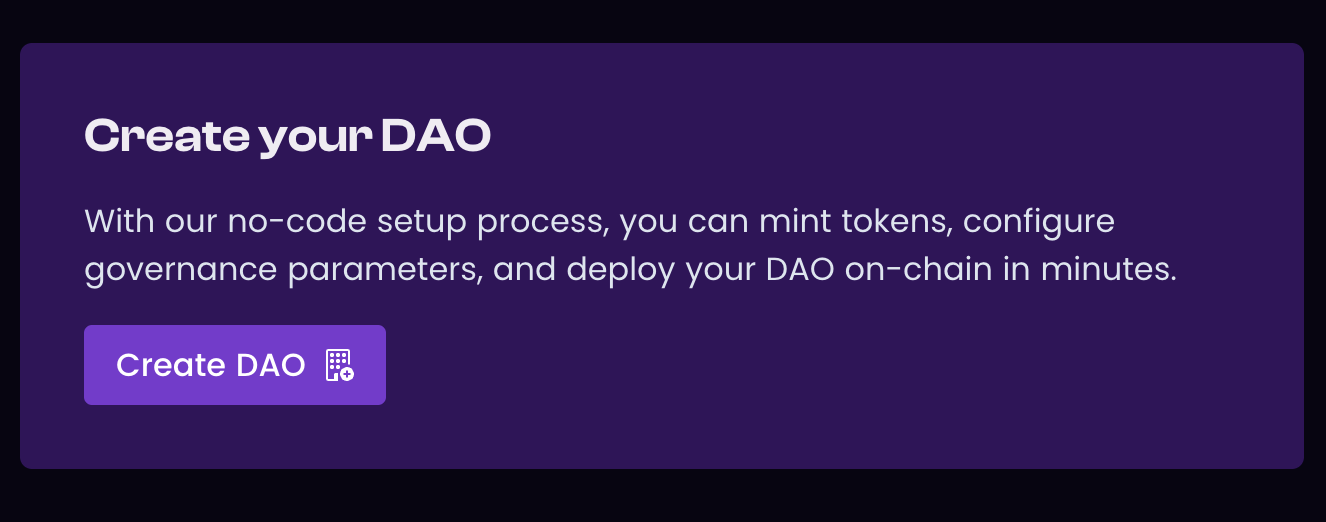 Create your DAO
With our no-code setup process, you can mint tokens, configure
governance parameters, and deploy your DAO on-chain in minutes.
Create DAO